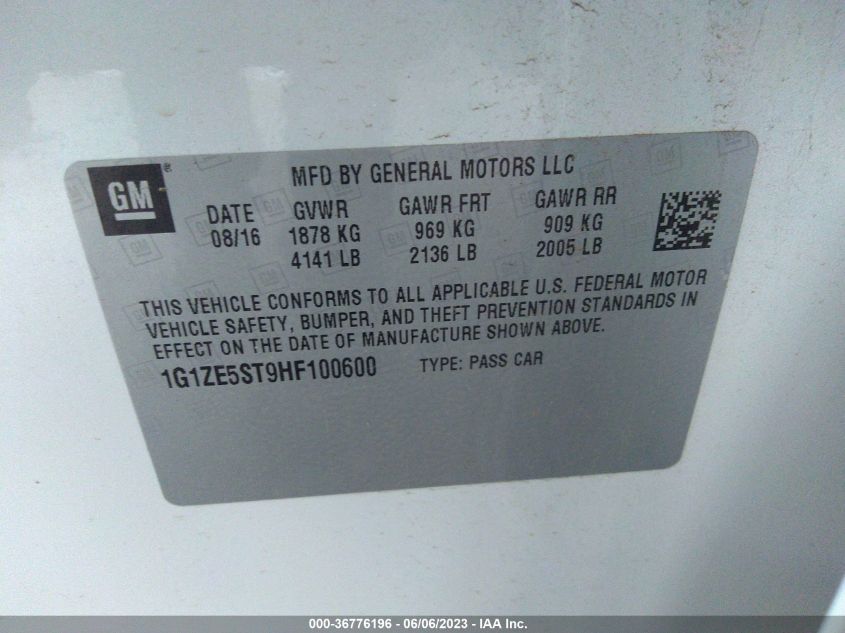 MFD BY GENERAL MOTORS LLC
GM®
DATE GVWR GAWR FRT GAWR RR
08/16 1878 KG 969 KG 909 KG
4141 LB 2136 LB 2005 LB
THIS VEHICLE CONFORMS TO ALL APPLICABLE U.S. FEDERAL MOTOR
VEHICLE SAFETY, BUMPER, AND THEFT PREVENTION STANDARDS IN
EFFECT ON THE DATE OF MANUFACTURE SHOWN ABOVE.
1G1ZE5ST9HF100600 TYPE: PASS CAR
000-36776196 - 06/06/2023 - IAA Inc.